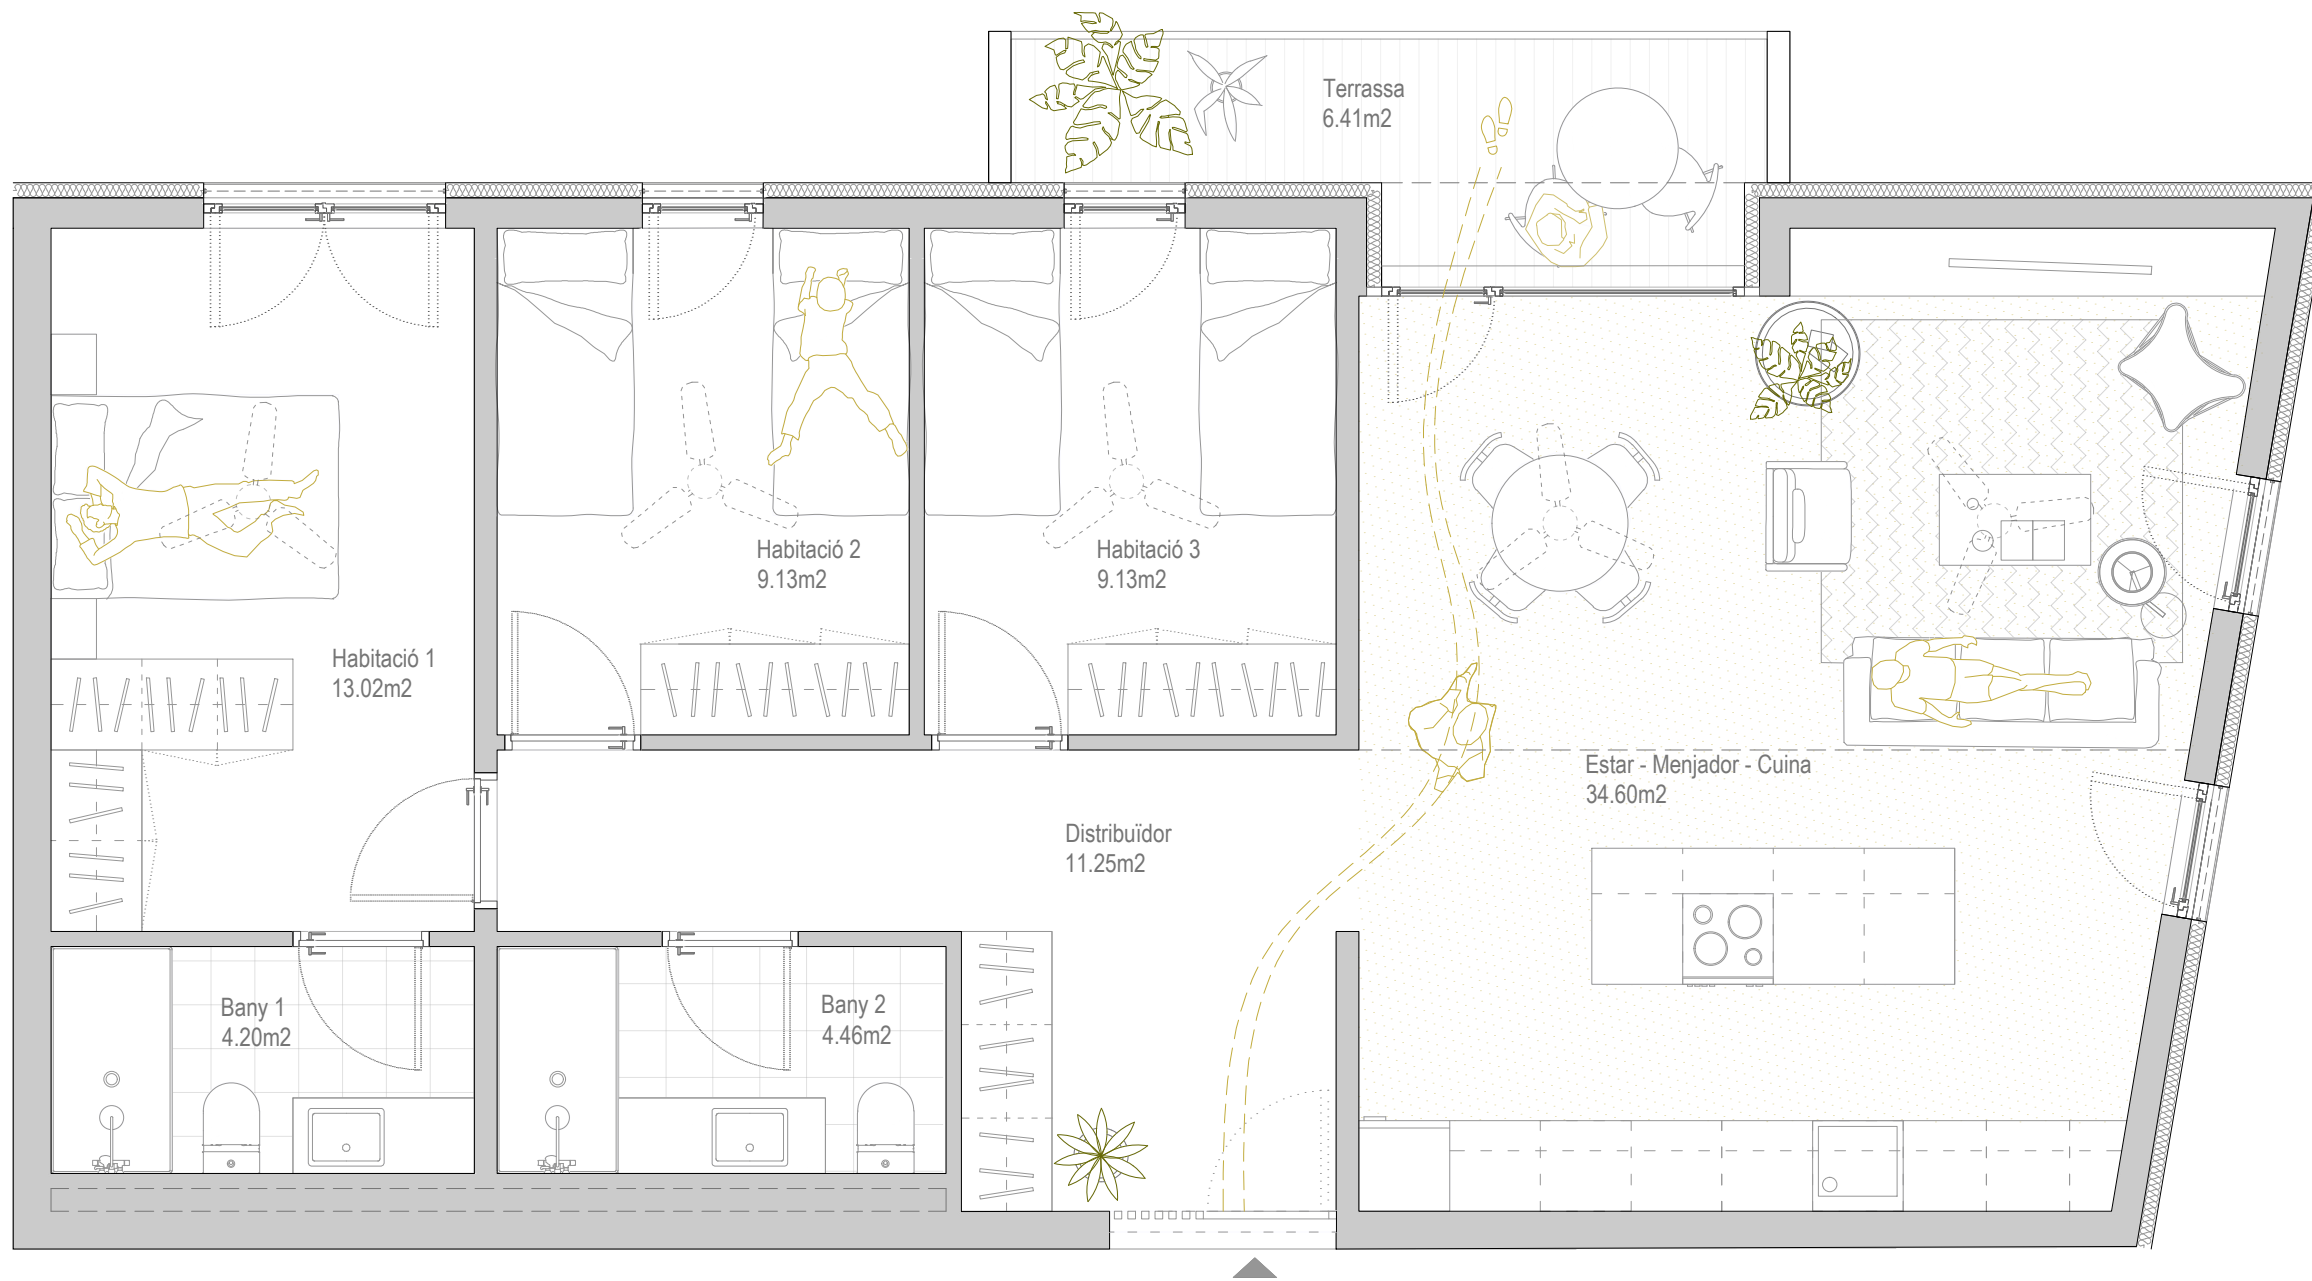 Terrassa
6.41m2
Habitació 2
9.13m2
Habitació 3
9.13m2
Habitació 1
13.02m2
Estar - Menjador - Cuina
34.60m2
Distribuïdor
11.25m2
Bany 1
4.20m2
Bany 2
4.46m2